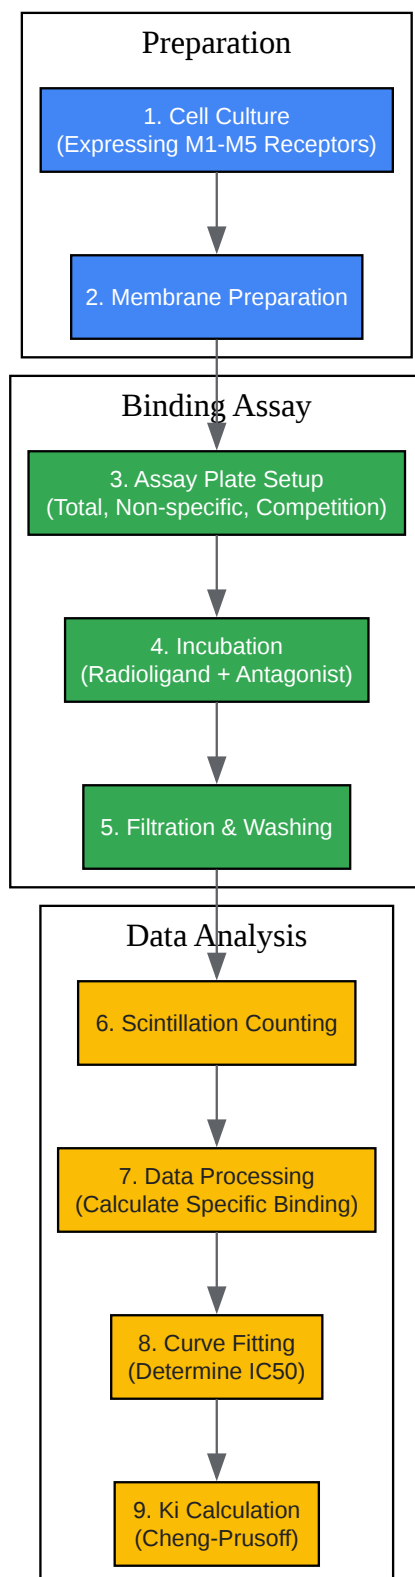 Preparation
1. Cell Culture
(Expressing M1-M5 Receptors)
2. Membrane Preparation
Binding Assay
3. Assay Plate Setup
(Total, Non-specific, Competition)
4. Incubation
(Radioligand + Antagonist)
5. Filtration & Washing
Data Analysis
6. Scintillation Counting
7. Data Processing
(Calculate Specific Binding)
8. Curve Fitting
(Determine IC50)
9. Ki Calculation
(Cheng-Prusoff)